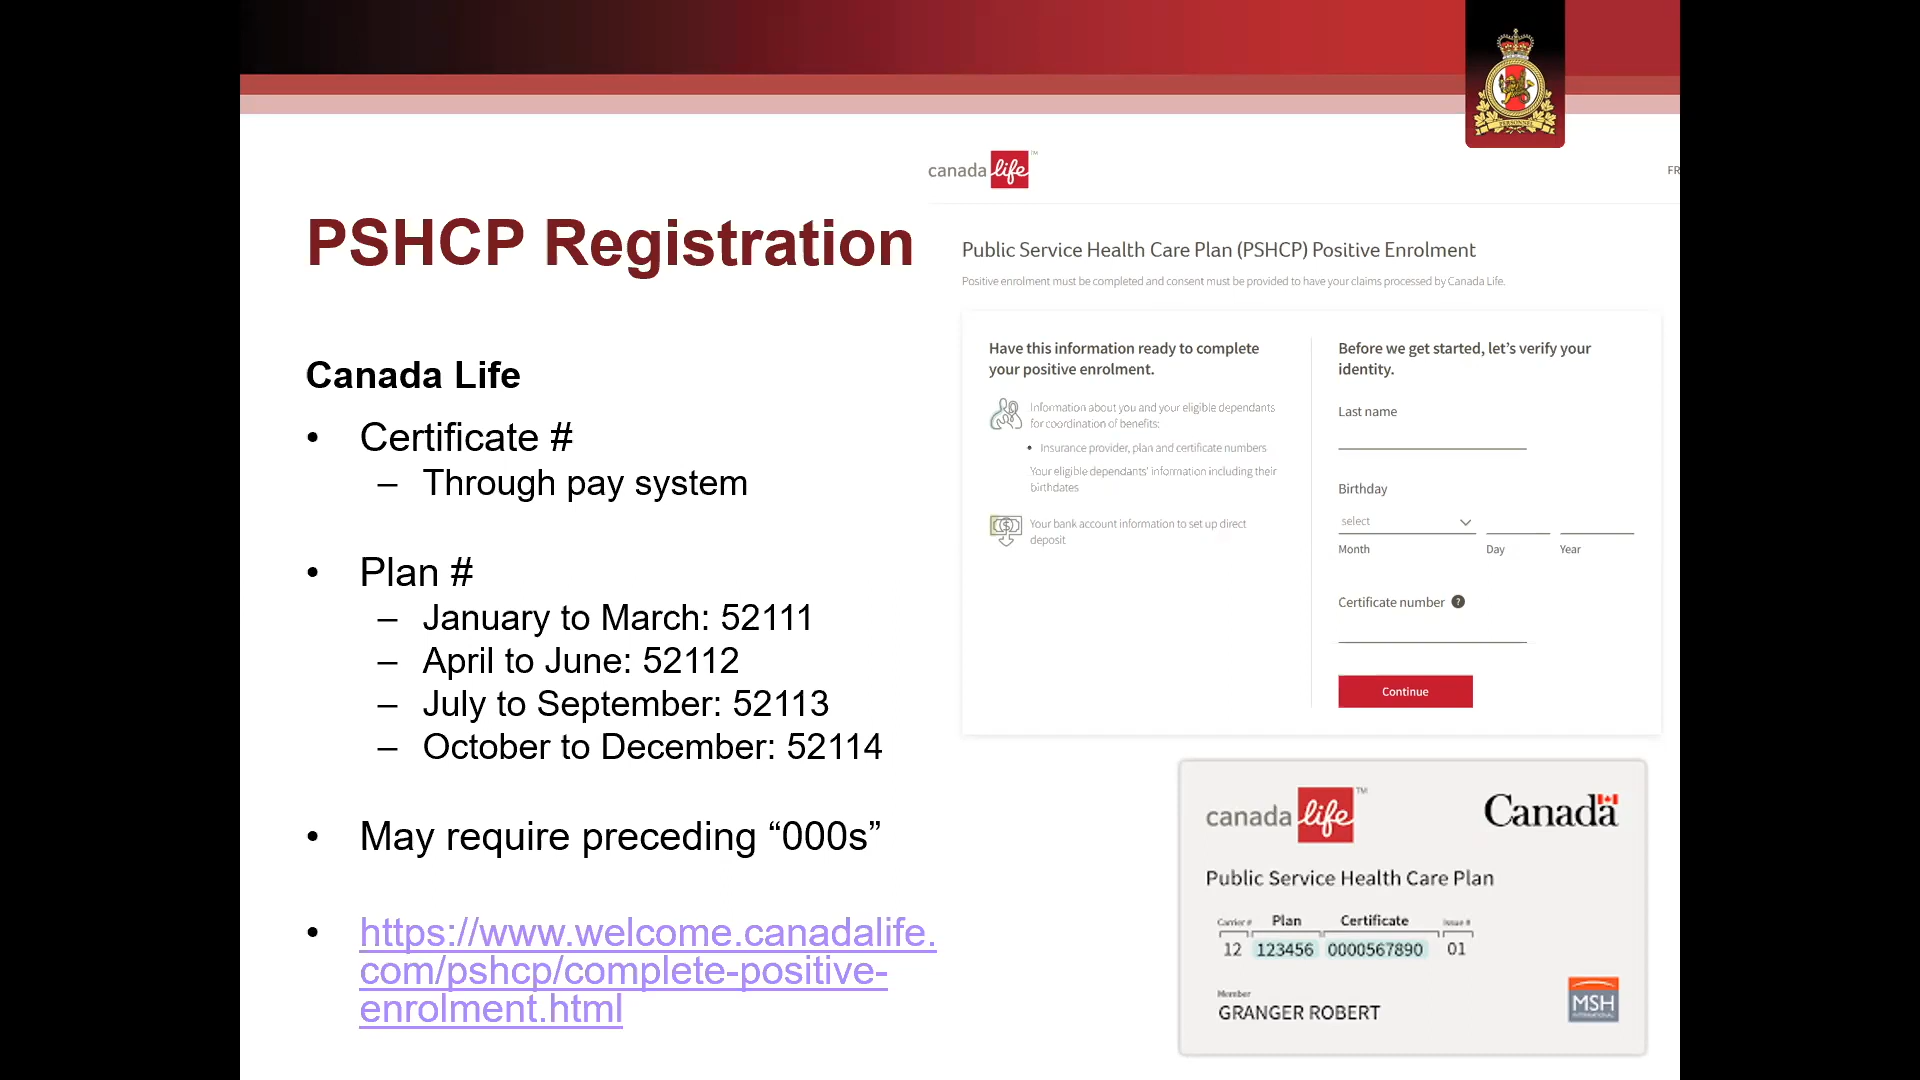 PERSONNEL
canada life™
FR
PSHCP Registration
Public Service Health Care Plan (PSHCP) Positive Enrolment
Positive enrolment must be completed and consent must be provided to have your claims processed by Canada Life.
Canada Life
• Certificate #
– Through pay system
• Plan #
– January to March: 52111
– April to June: 52112
– July to September: 52113
– October to December: 52114
• May require preceding “000s”
• https://www.welcome.canadalife.
com/pshcp/complete-positive-
enrolment.html
Have this information ready to complete
your positive enrolment.
Information about you and your eligible dependants
for coordination of benefits:
• Insurance provider, plan and certificate numbers
Your eligible dependants' information including their
birthdates
Your bank account information to set up direct
deposit
Before we get started, let’s verify your
identity.
Last name
Birthday
select
Month Day Year
Certificate number ?
Continue
canada life™ Canada
Public Service Health Care Plan
Carrier # Plan Certificate Issue #
12 123456 0000567890 01
Member
GRANGER ROBERT
MSH
INTERNATIONAL